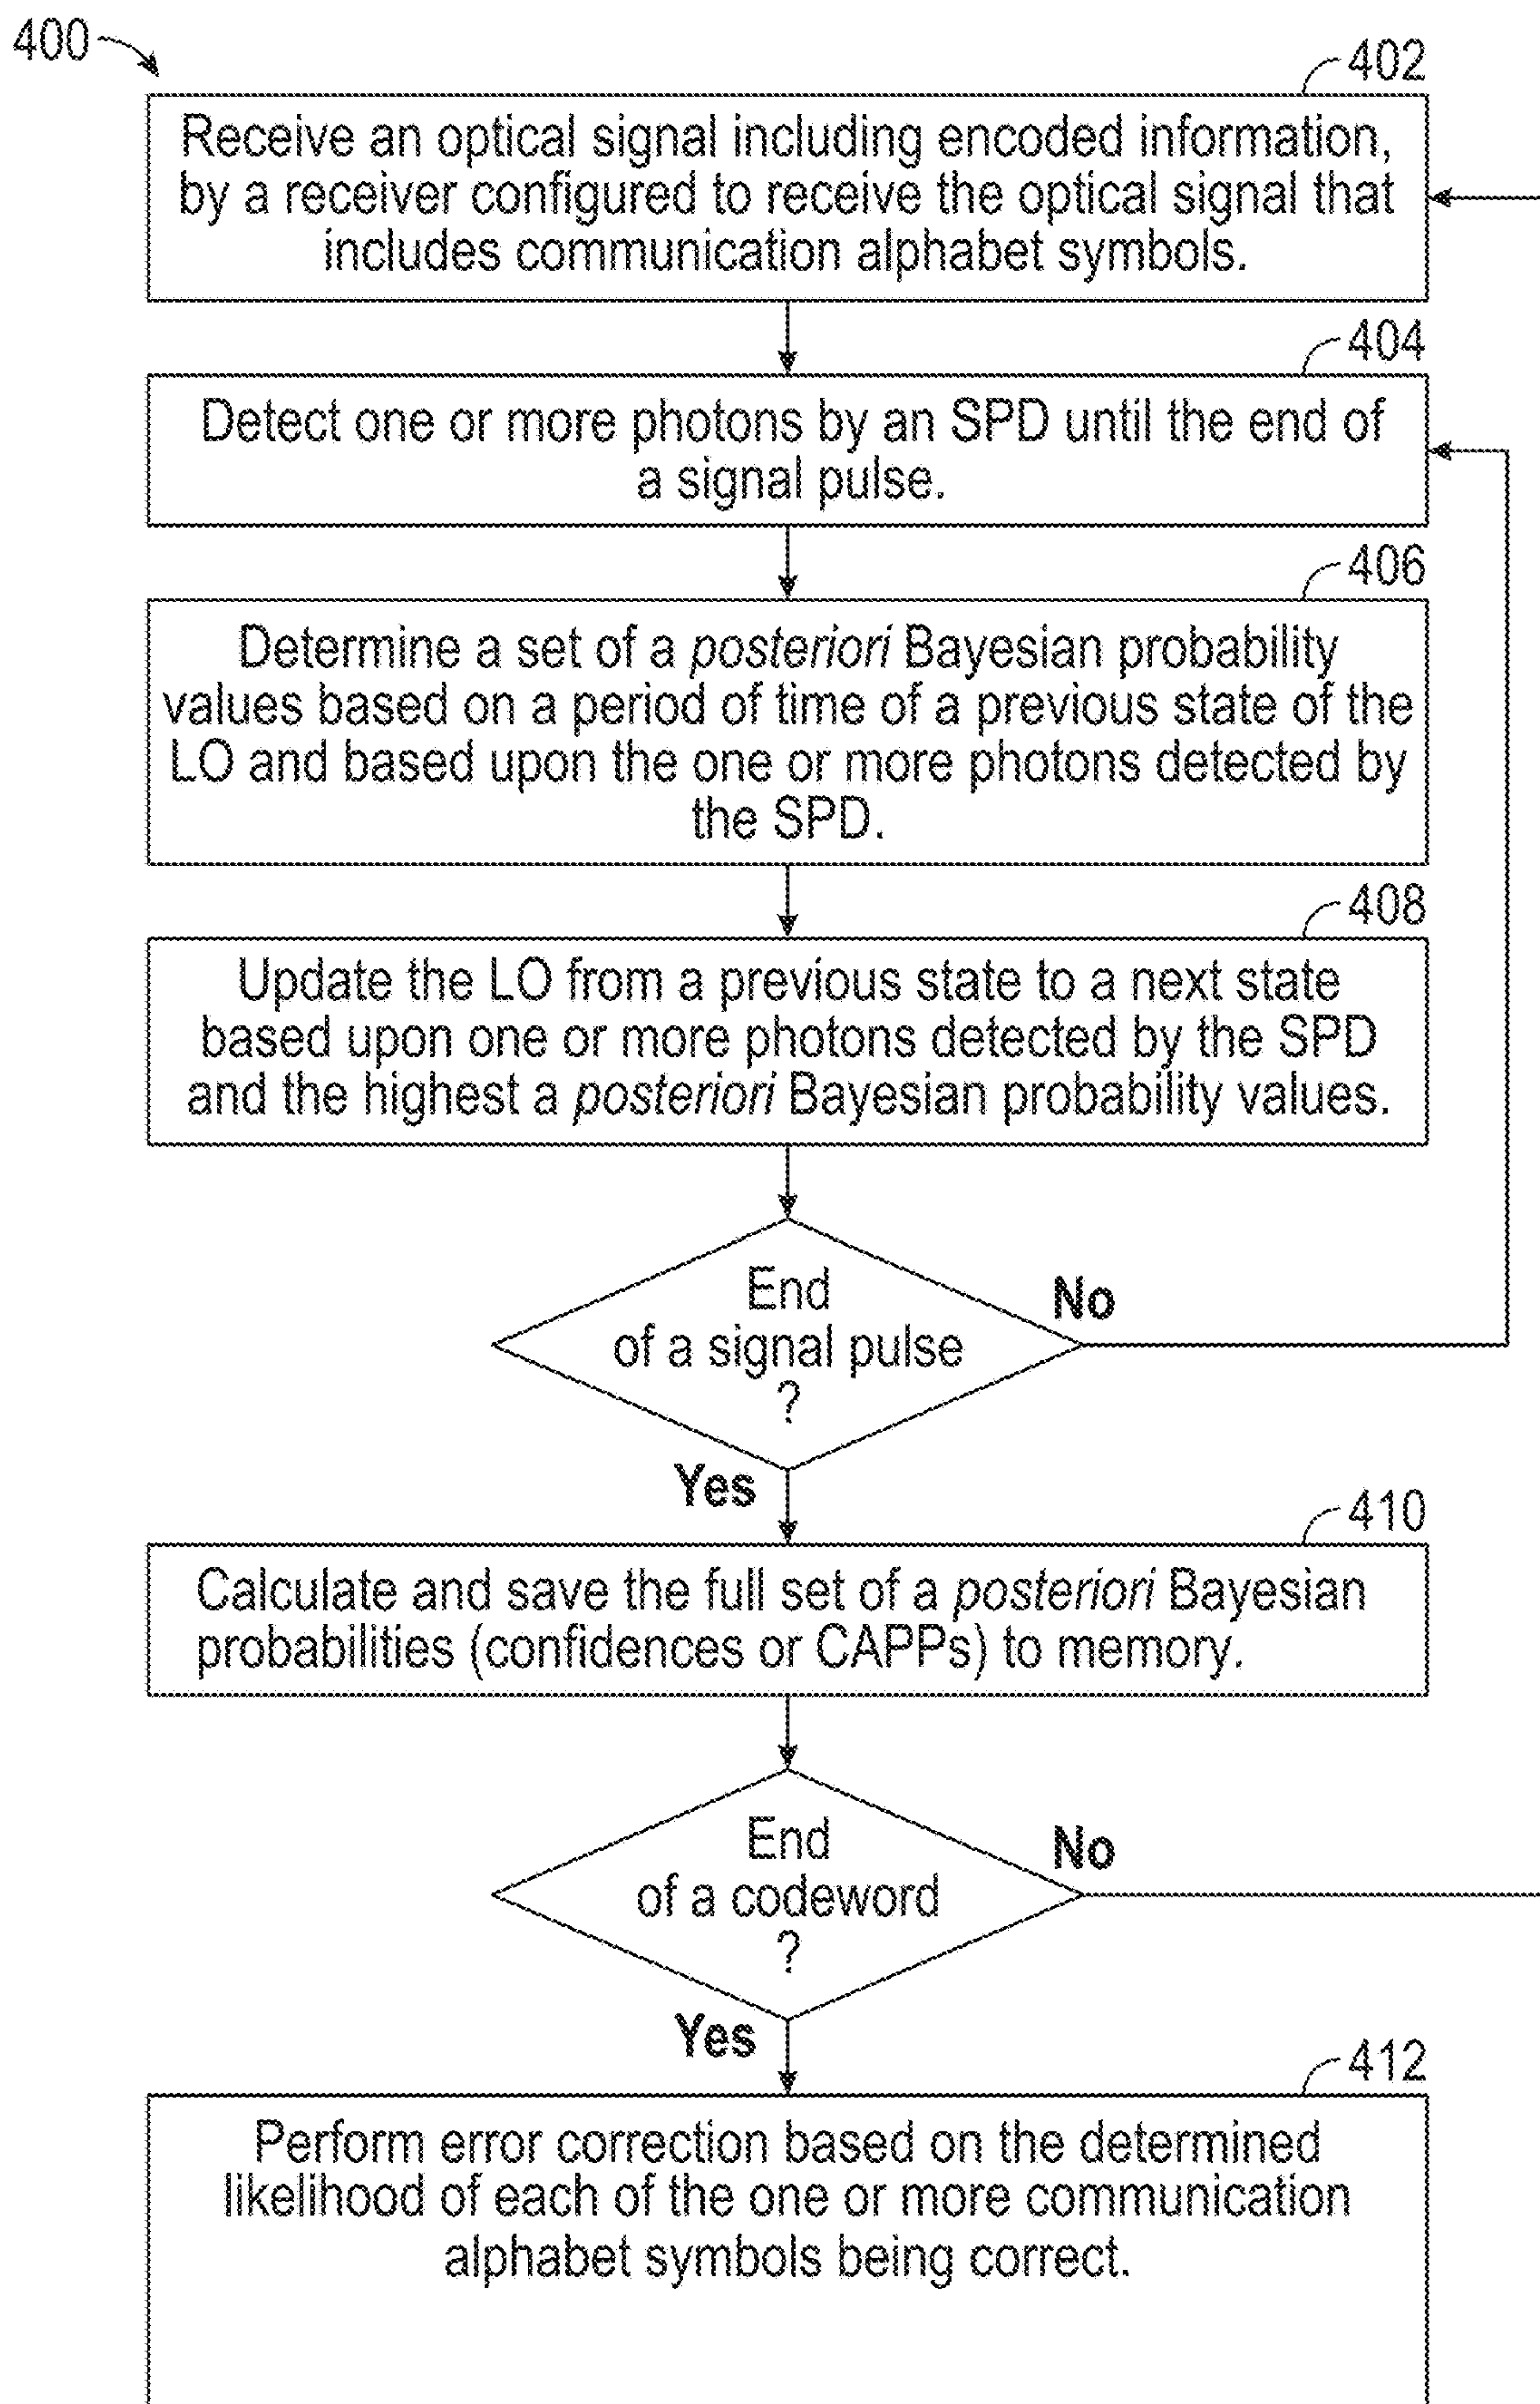 400
402
Receive an optical signal including encoded information,
by a receiver configured to receive the optical signal that
includes communication alphabet symbols.
404
Detect one or more photons by an SPD until the end of
a signal pulse.
406
Determine a set of a posteriori Bayesian probability
values based on a period of time of a previous state of the
LO and based upon the one or more photons detected by
the SPD.
408
Update the LO from a previous state to a next state
based upon one or more photons detected by the SPD
and the highest a posteriori Bayesian probability values.
End
of a signal pulse
?
No
Yes
410
Calculate and save the full set of a posteriori Bayesian
probabilities (confidences or CAPPs) to memory.
End
of a codeword
?
No
Yes
412
Perform error correction based on the determined
likelihood of each of the one or more communication
alphabet symbols being correct.